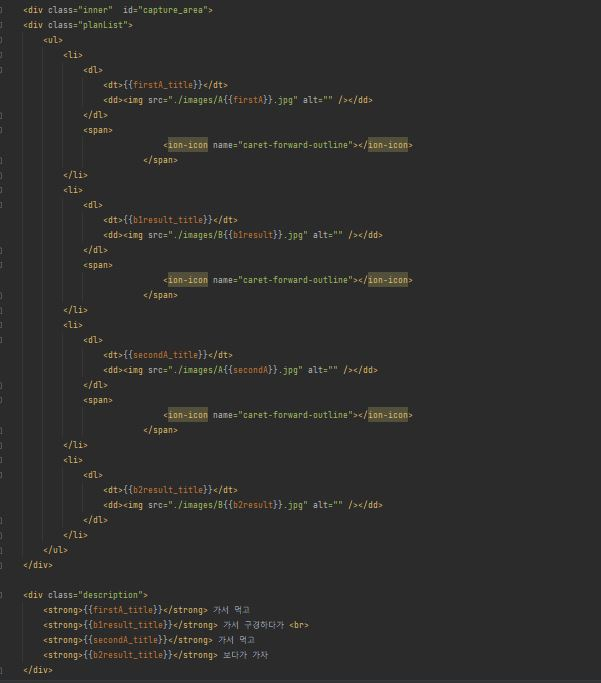 <div class="inner"  id="capture_area">
<div class="planList">
<ul>
<li>
<dl>
<dt>{{firstA_title}}</dt>
<dd><img src="./images/A{{firstA}}.jpg" alt="" /></dd>
</dl>
<span>
<ion-icon name="caret-forward-outline"></ion-icon>
</span>
</li>
<li>
<dl>
<dt>{{b1result_title}}</dt>
<dd><img src="./images/B{{b1result}}.jpg" alt="" /></dd>
</dl>
<span>
<ion-icon name="caret-forward-outline"></ion-icon>
</span>
</li>
<li>
<dl>
<dt>{{secondA_title}}</dt>
<dd><img src="./images/A{{secondA}}.jpg" alt="" /></dd>
</dl>
<span>
<ion-icon name="caret-forward-outline"></ion-icon>
</span>
</li>
<li>
<dl>
<dt>{{b2result_title}}</dt>
<dd><img src="./images/B{{b2result}}.jpg" alt="" /></dd>
</dl>
</li>
</ul>
</div>
<div class="description">
<strong>{{firstA_title}}</strong> 가서 먹고
<strong>{{b1result_title}}</strong> 가서 구경하다가 <br>
<strong>{{secondA_title}}</strong> 가서 먹고
<strong>{{b2result_title}}</strong> 보다가 가자
</div>